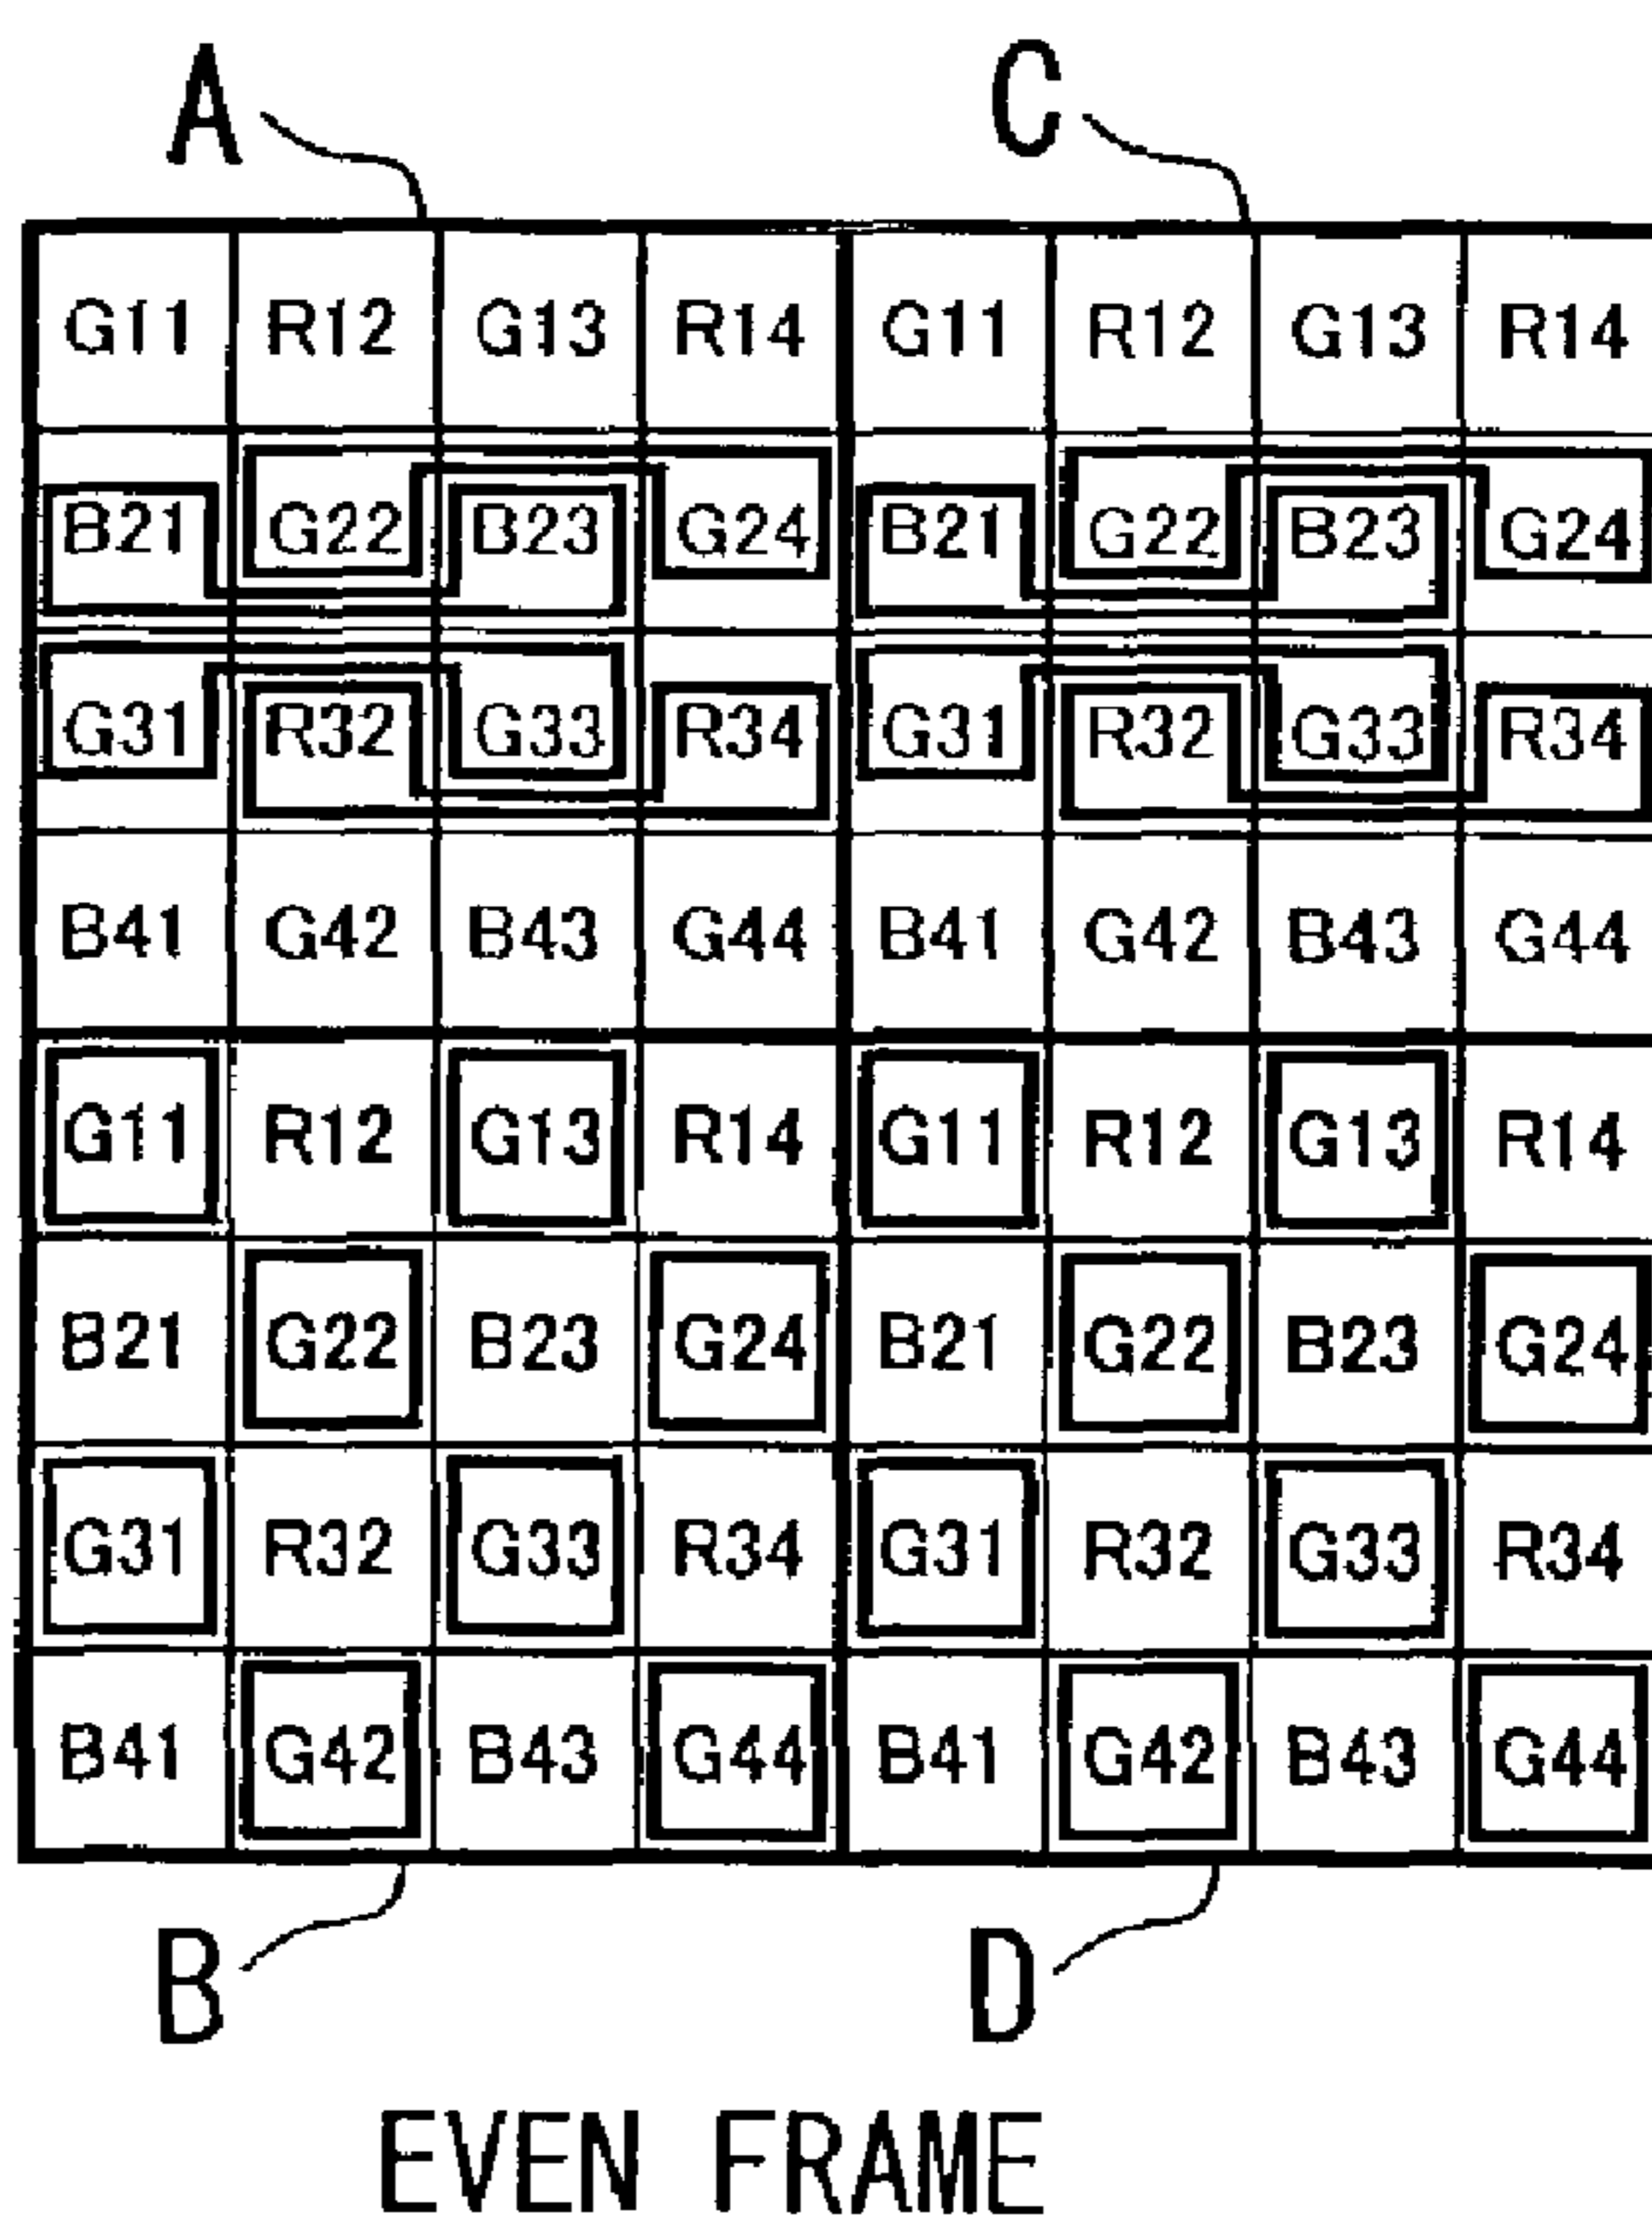 A C
G11 R12 G13 R14 G11 R12 G13 R14
B21 G22 B23 G24 B21 G22 B23 G24
G31 R32 G33 R34 G31 R32 G33 R34
B41 G42 B43 G44 B41 G42 B43 G44
G11 R12 G13 R14 G11 R12 G13 R14
B21 G22 B23 G24 B21 G22 B23 G24
G31 R32 G33 R34 G31 R32 G33 R34
B41 G42 B43 G44 B41 G42 B43 G44
B D
EVEN FRAME